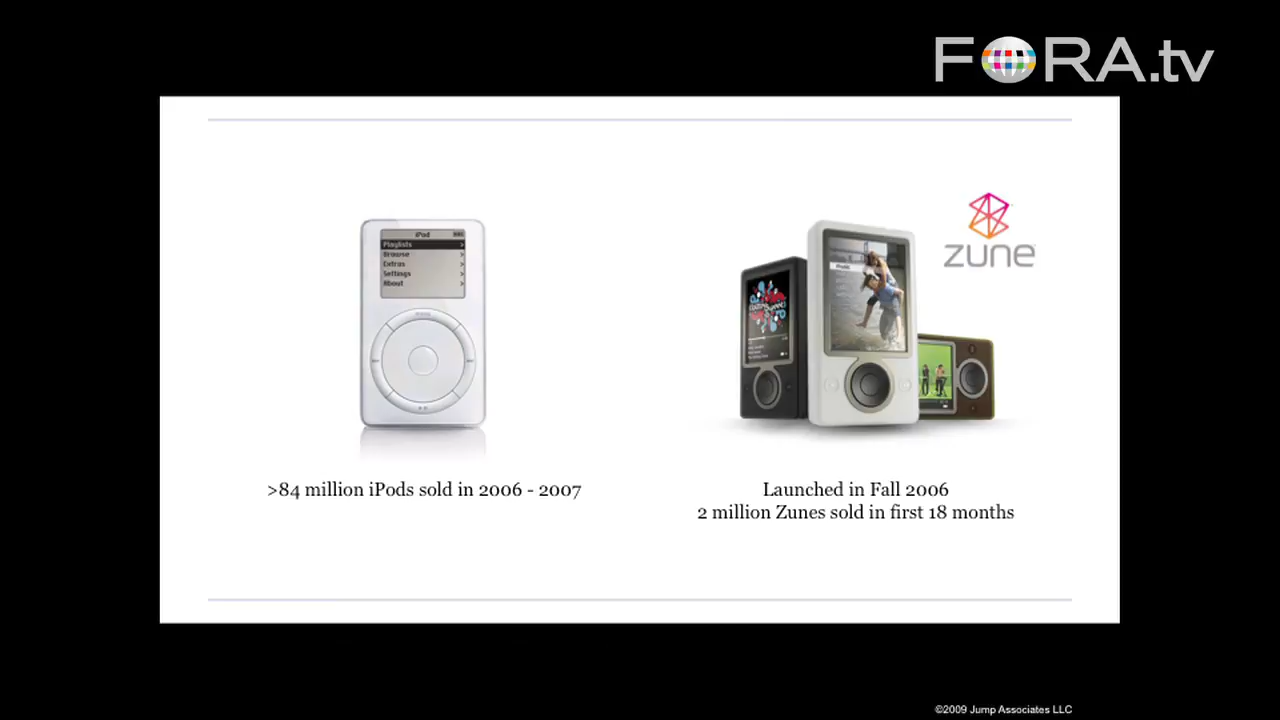 FORA.tv
iPod
Playlists >
Browse >
Extras >
Settings >
About >
MENU
zune
>84 million iPods sold in 2006 - 2007
Launched in Fall 2006
2 million Zunes sold in first 18 months
©2009 Jump Associates LLC